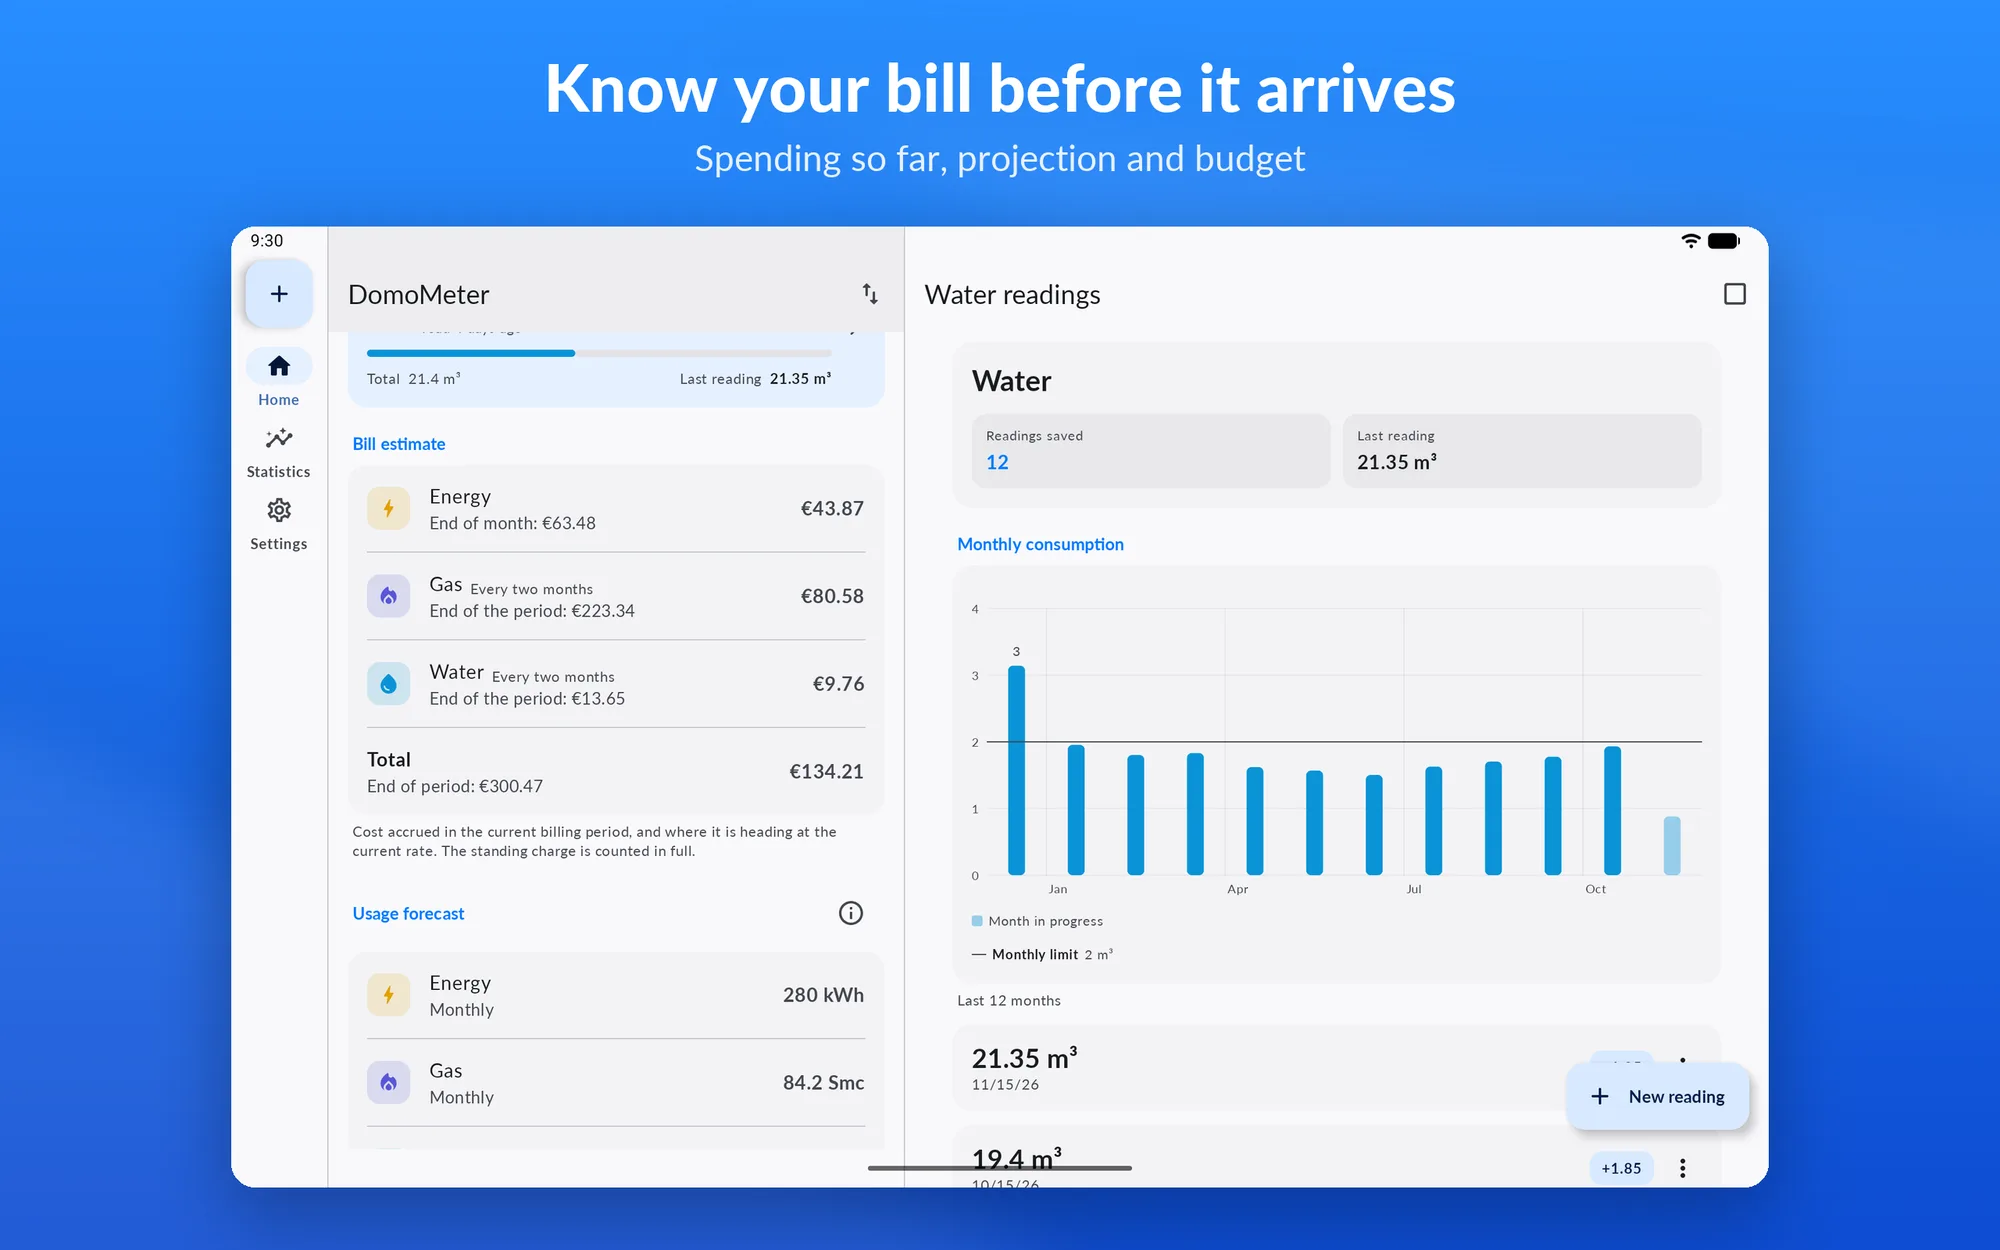 Know your bill before it arrives
Spending so far, projection and budget
9:30
Home
Statistics
Settings
DomoMeter
Total 21.4 m³
Last reading 21.35 m³
Bill estimate
Energy
End of month: €63.48
€43.87
Gas Every two months
End of the period: €223.34
€80.58
Water Every two months
End of the period: €13.65
€9.76
Total
End of period: €300.47
€134.21
Cost accrued in the current billing period, and where it is heading at the
current rate. The standing charge is counted in full.
Usage forecast
Energy
Monthly
280 kWh
Gas
Monthly
84.2 Smc
Water readings
Water
Readings saved
12
Last reading
21.35 m³
Monthly consumption
4
3
3
2
1
0
Jan
Apr
Jul
Oct
Month in progress
Monthly limit 2 m³
Last 12 months
21.35 m³
11/15/26
New reading
19.4 m³
10/15/26
+1.85